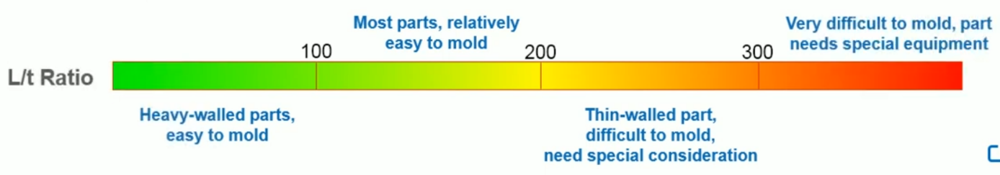 Most parts, relatively
easy to mold
Very difficult to mold, part
needs special equipment
100
200
300
L/t Ratio
Heavy-walled parts,
easy to mold
Thin-walled part,
difficult to mold,
need special consideration